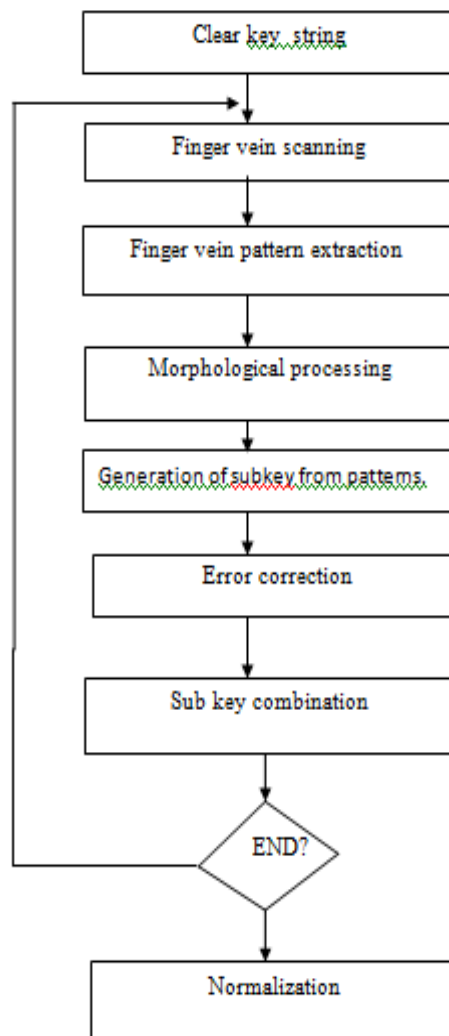 Clear key string
Finger vein scanning
Finger vein pattern extraction
Morphological processing
Generation of subkey from patterns.
Error correction
Sub key combination
END?
Normalization